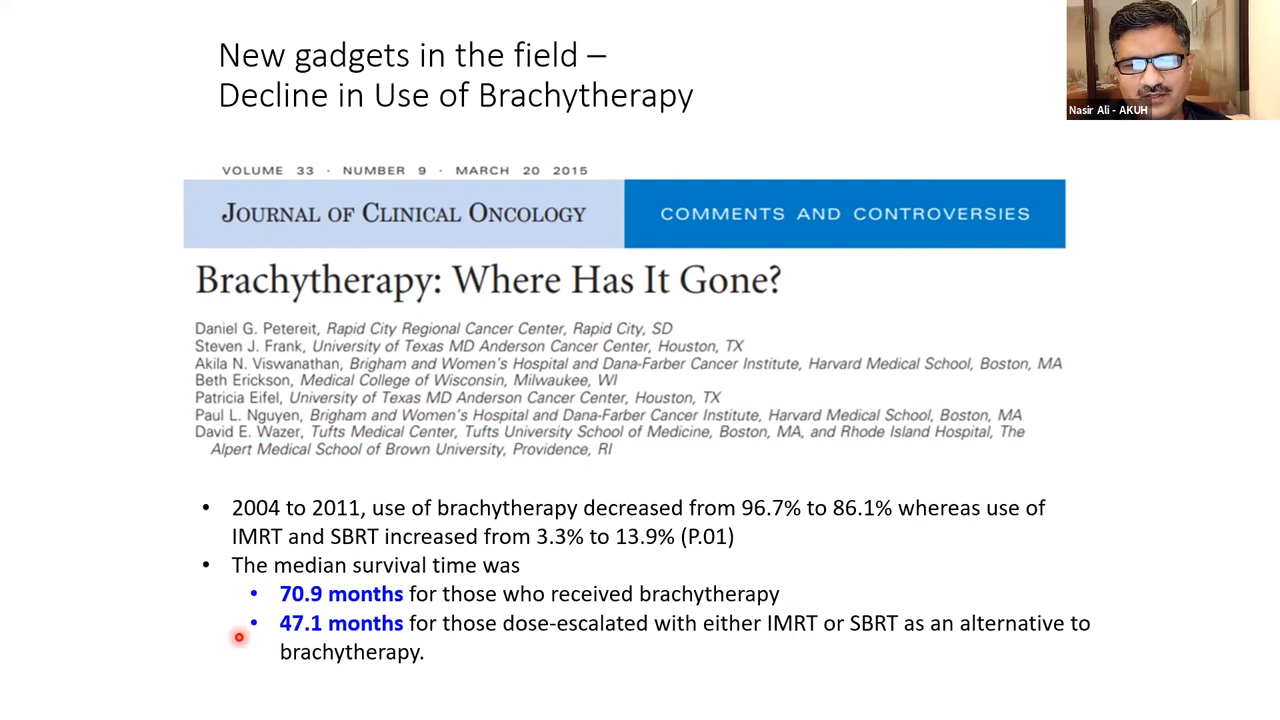 New gadgets in the field –
Decline in Use of Brachytherapy
Nasir Ali - AKUH
VOLUME 33 · NUMBER 9 · MARCH 20 2015
JOURNAL OF CLINICAL ONCOLOGY
COMMENTS AND CONTROVERSIES
Brachytherapy: Where Has It Gone?
Daniel G. Petereit, Rapid City Regional Cancer Center, Rapid City, SD
Steven J. Frank, University of Texas MD Anderson Cancer Center, Houston, TX
Akila N. Viswanathan, Brigham and Women's Hospital and Dana-Farber Cancer Institute, Harvard Medical School, Boston, MA
Beth Erickson, Medical College of Wisconsin, Milwaukee, WI
Patricia Eifel, University of Texas MD Anderson Cancer Center, Houston, TX
Paul L. Nguyen, Brigham and Women's Hospital and Dana-Farber Cancer Institute, Harvard Medical School, Boston, MA
David E. Wazer, Tufts Medical Center, Tufts University School of Medicine, Boston, MA, and Rhode Island Hospital, The
Alpert Medical School of Brown University, Providence, RI
• 2004 to 2011, use of brachytherapy decreased from 96.7% to 86.1% whereas use of
IMRT and SBRT increased from 3.3% to 13.9% (P.01)
• The median survival time was
• 70.9 months for those who received brachytherapy
• 47.1 months for those dose-escalated with either IMRT or SBRT as an alternative to
brachytherapy.